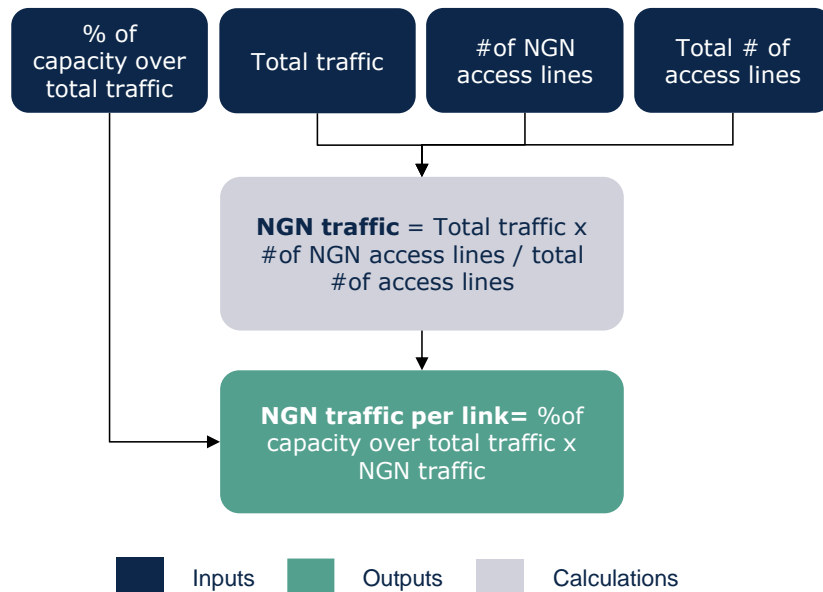 % of
capacity over
total traffic
Total traffic
#of NGN
access lines
Total # of
access lines
NGN traffic = Total traffic x
#of NGN access lines / total
#of access lines
NGN traffic per link= %of
capacity over total traffic x
NGN traffic
Inputs
Outputs
Calculations